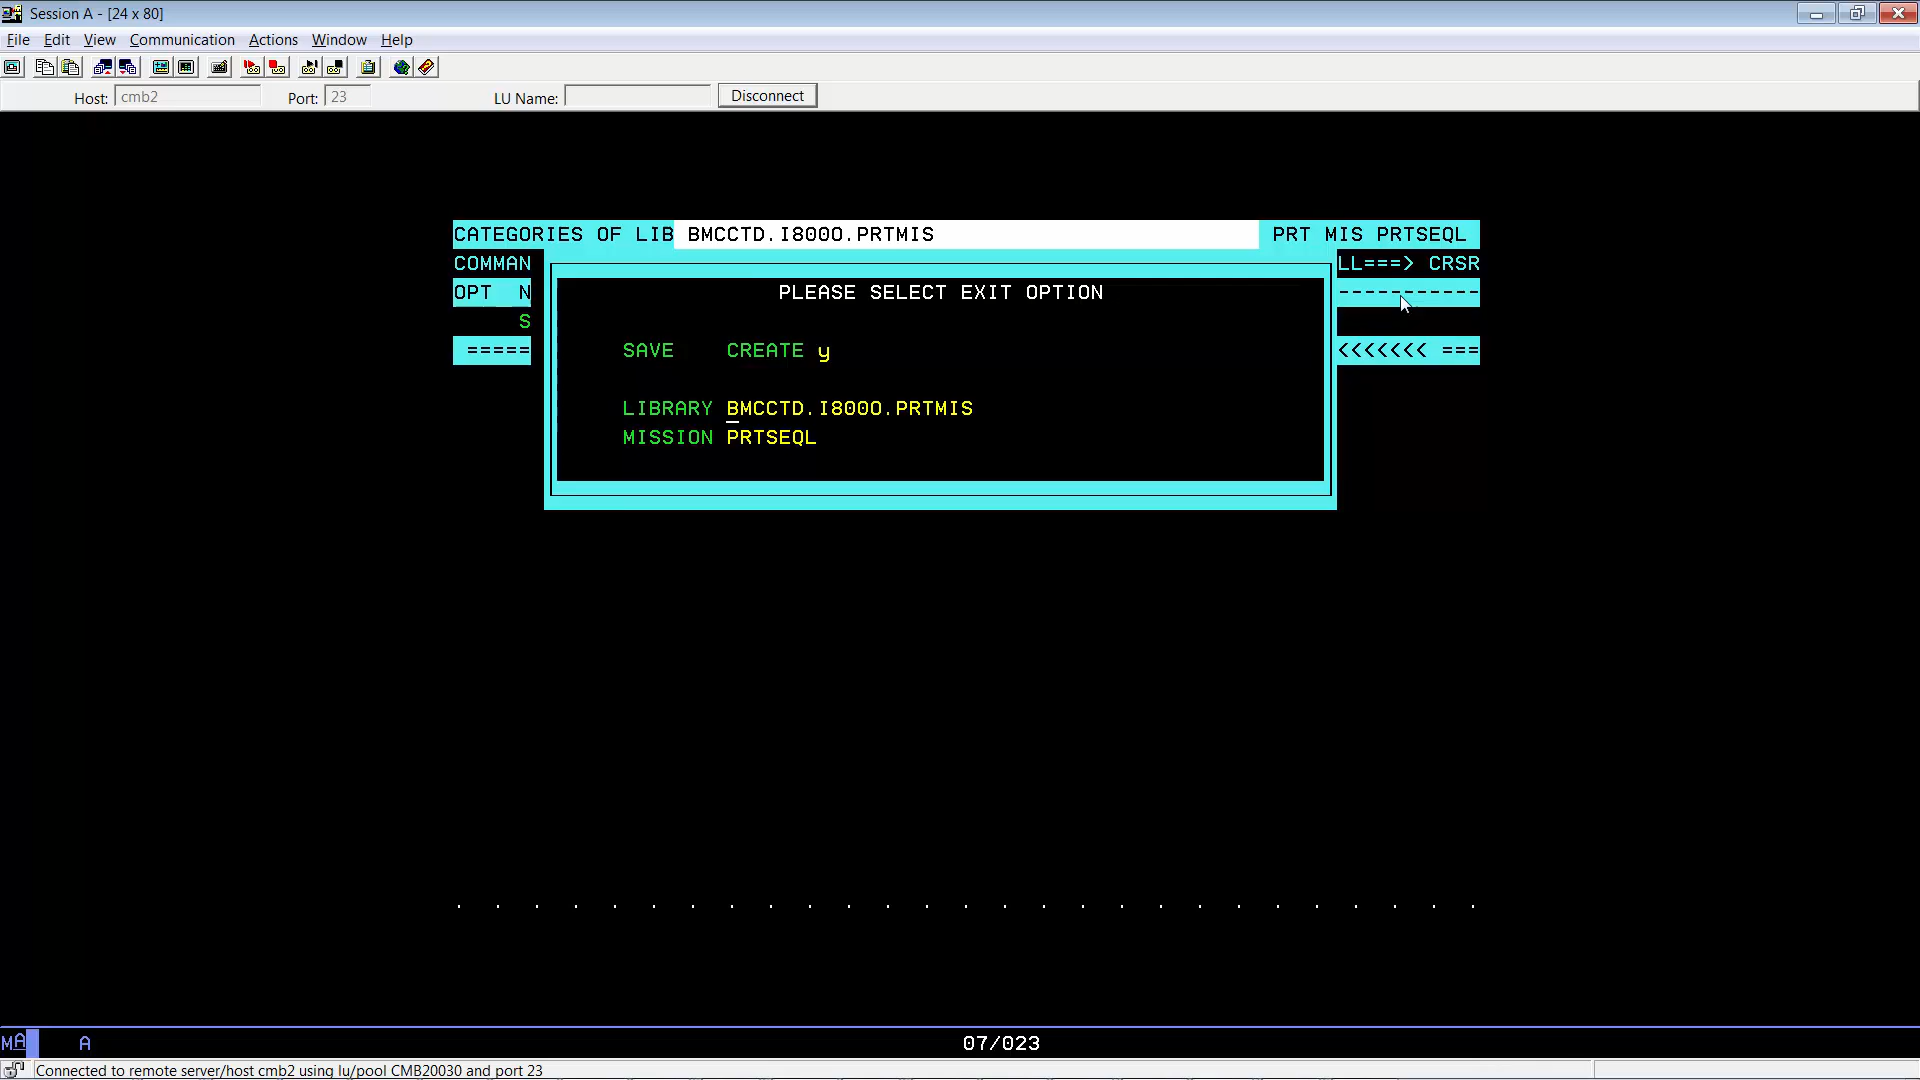 Session A - [24 x 80]
File Edit View Communication Actions Window Help
Host: cmb2 Port: 23 LU Name: Disconnect
CATEGORIES OF LIB BMCCTD.I800O.PRTMIS PRT MIS PRTSEQL
COMMAN LL===> CRSR
OPT N PLEASE SELECT EXIT OPTION -----------
S
===== SAVE CREATE y <<<<<<< ===
LIBRARY BMCCTD.I800O.PRTMIS
MISSION PRTSEQL
. . . . . . . . . . . . . . . . . . . . . . . . . . .
MA A 07/023
Connected to remote server/host cmb2 using lu/pool CMB20030 and port 23